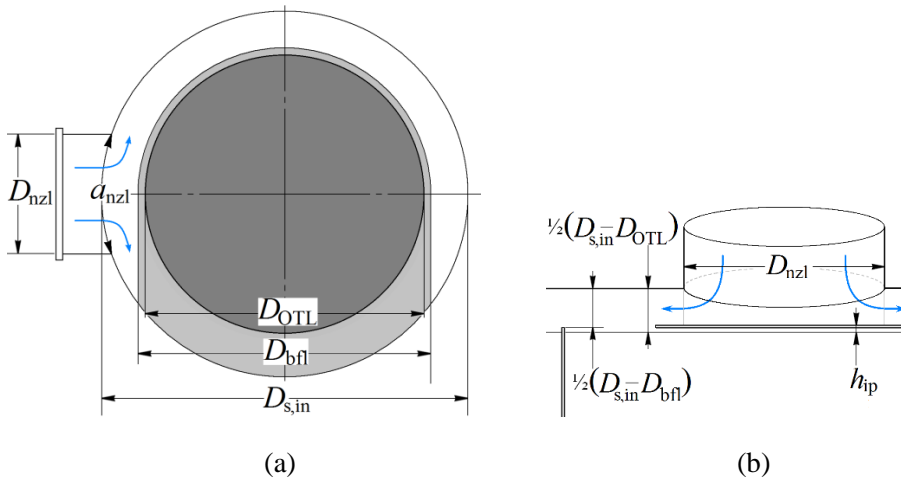 D_nzl
a_nzl
D_OTL
D_bfl
D_s,in
(a)
½(D_s,in−D_OTL)
D_nzl
½(D_s,in−D_bfl)
h_ip
(b)